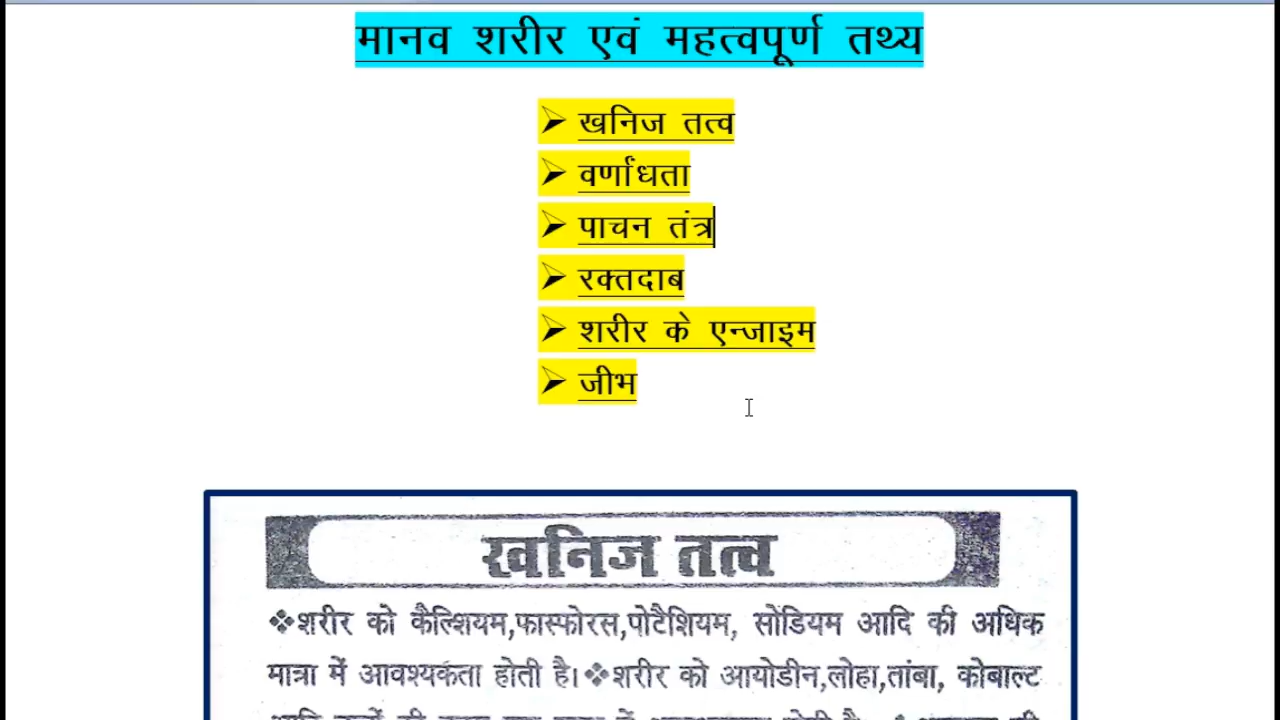 मानव शरीर एवं महत्वपूर्ण तथ्य
➢ खनिज तत्व
➢ वर्णांधता
➢ पाचन तंत्र
➢ रक्तदाब
➢ शरीर के एन्जाइम
➢ जीभ
खनिज तत्व
❖शरीर को कैल्शियम,फास्फोरस,पोटैशियम, सोंडियम आदि की अधिक
मात्रा में आवश्यकता होती है।❖शरीर को आयोडीन,लोहा,तांबा, कोबाल्ट